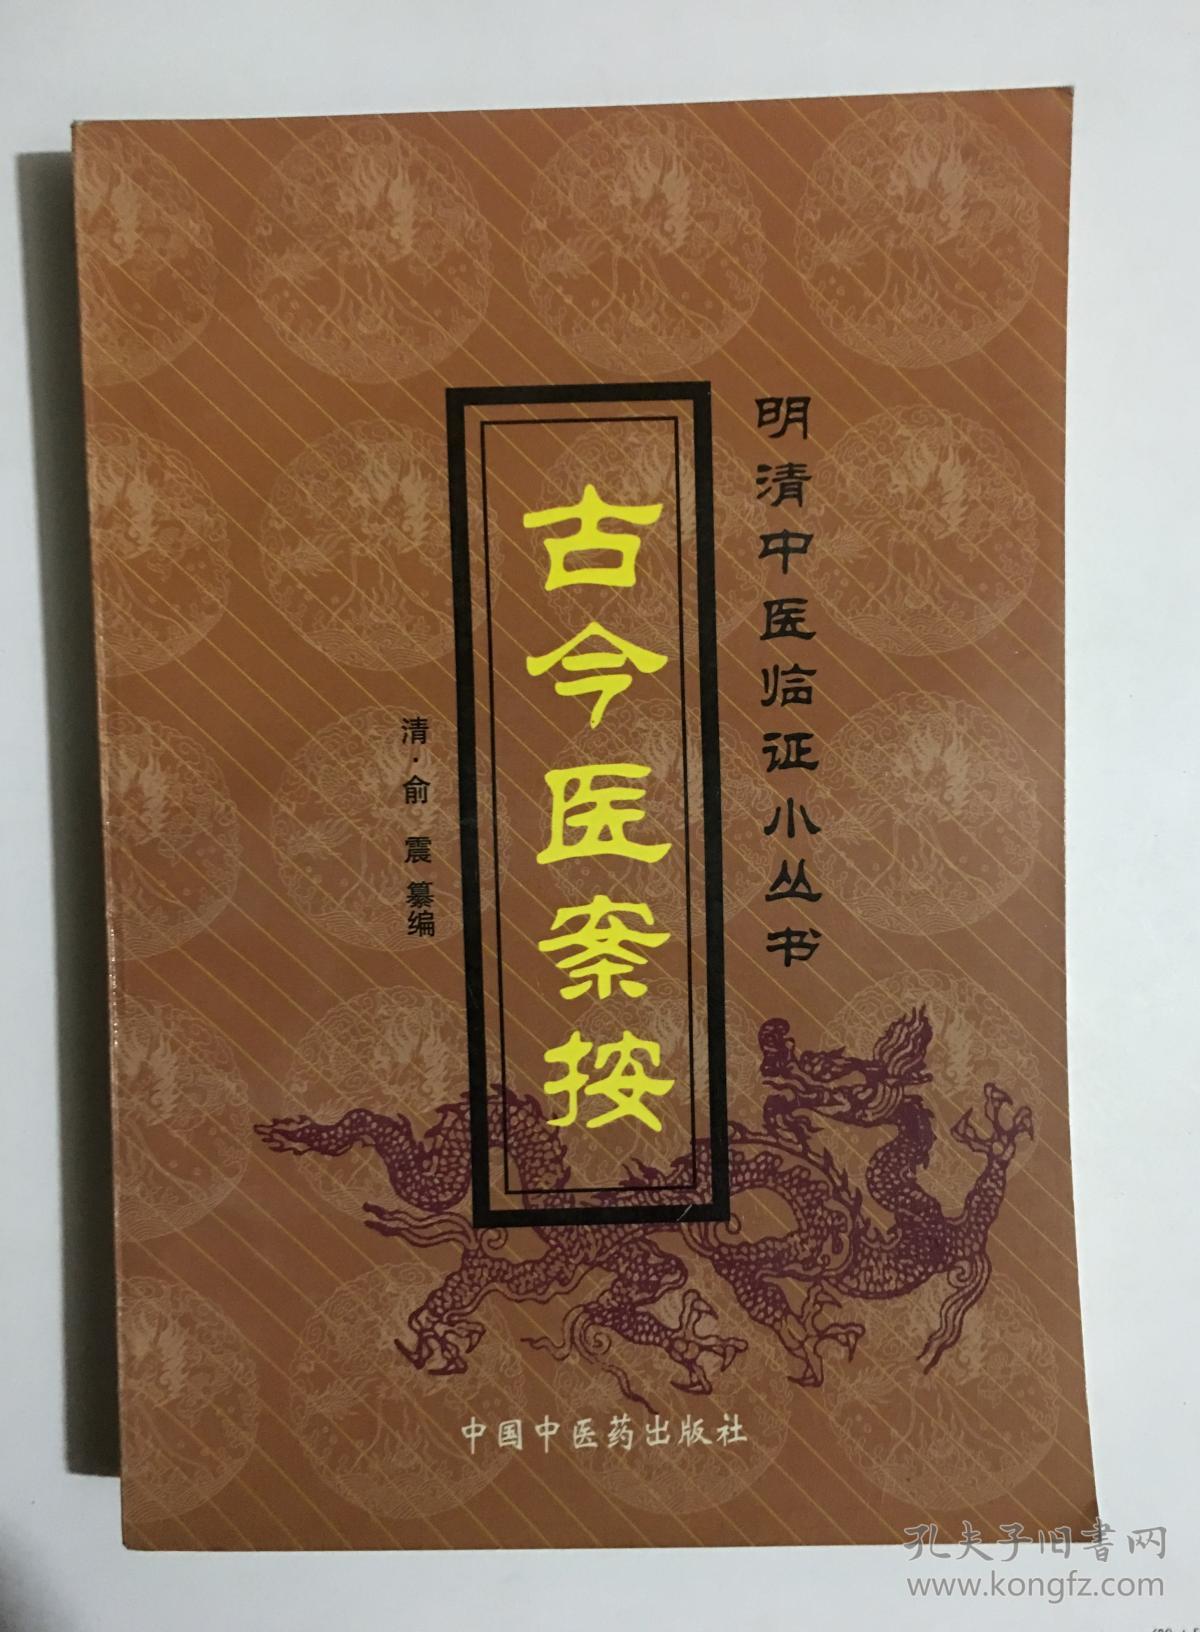 明清中医临证小丛书
古今医案按
清·俞 震 纂编
中国中医药出版社
孔夫子旧书网
www.kongfz.com